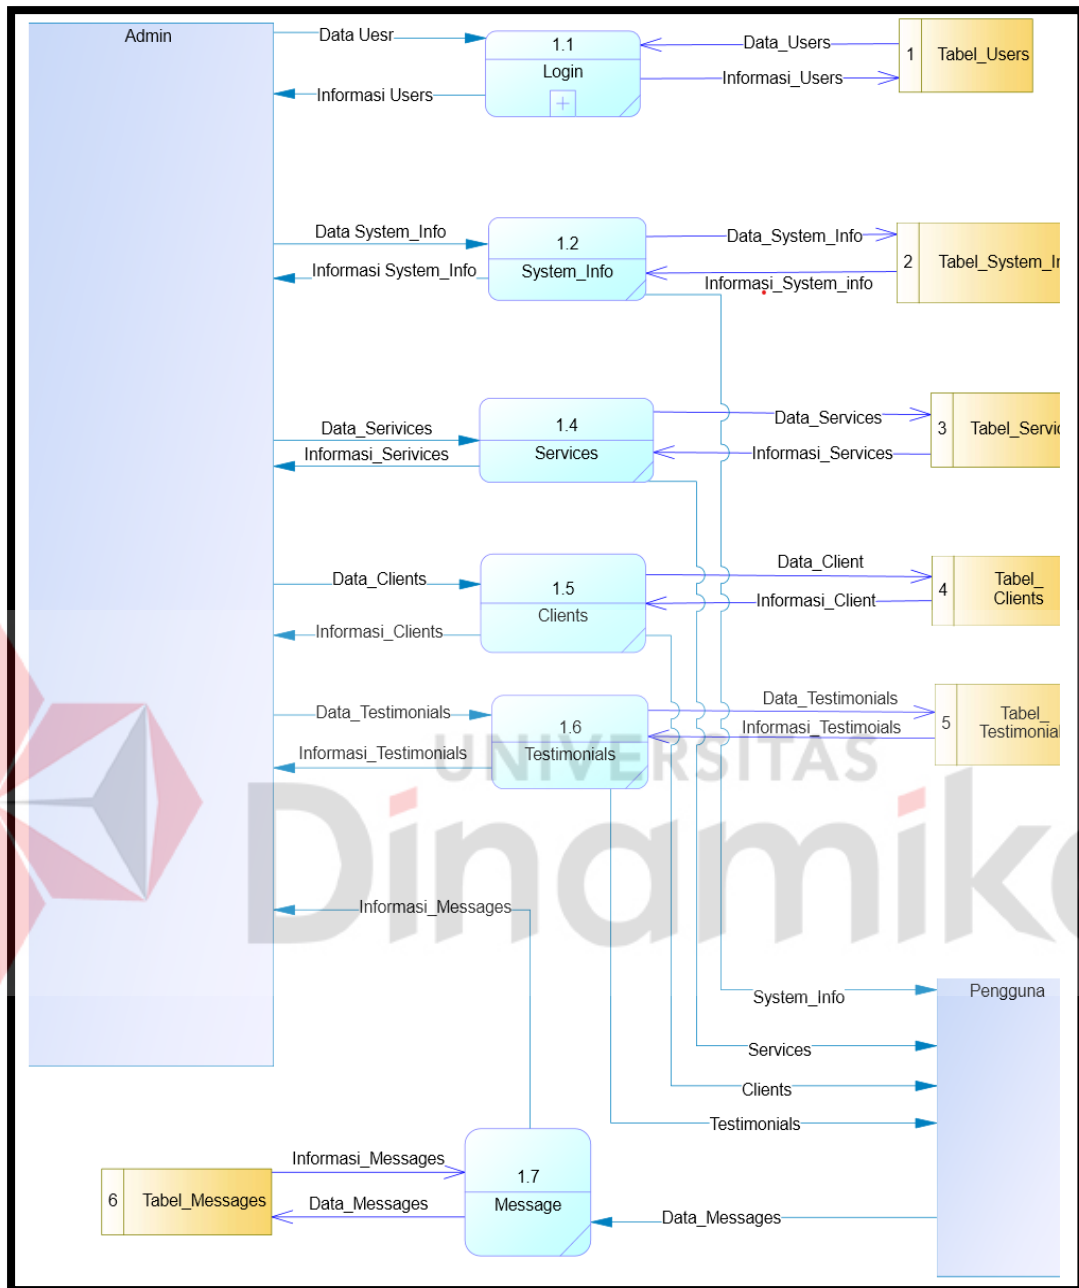 Admin
Data Uesr
1.1
Login
Informasi Users
Data_Users
Informasi_Users
1
Tabel_Users
Data System_Info
Informasi System_Info
1.2
System_Info
Data_System_Info
Informasi_System_info
2
Tabel_System_In
Data_Serivices
Informasi_Serivices
1.4
Services
Data_Services
Informasi_Services
3
Tabel_Servic
Data_Clients
Informasi_Clients
1.5
Clients
Data_Client
Informasi_Client
4
Tabel_
Clients
Data_Testimonials
Informasi_Testimonials
1.6
Testimonials
Data_Testimonials
Informasi_Testimoials
5
Tabel_
Testimonial
UNIVERSITAS
Dinamika
Informasi_Messages
Pengguna
System_Info
Services
Clients
Testimonials
Informasi_Messages
Data_Messages
6
Tabel_Messages
1.7
Message
Data_Messages